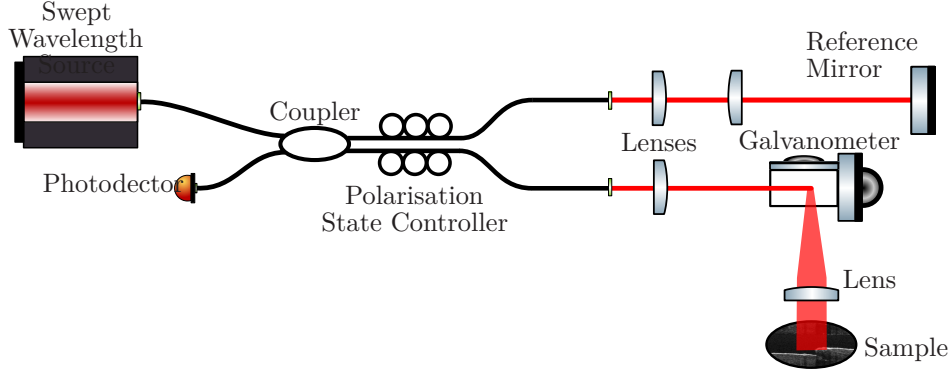 Swept
Wavelength
Source
Reference
Mirror
Coupler
Lenses
Galvanometer
Photodector
Polarisation
State Controller
Lens
Sample